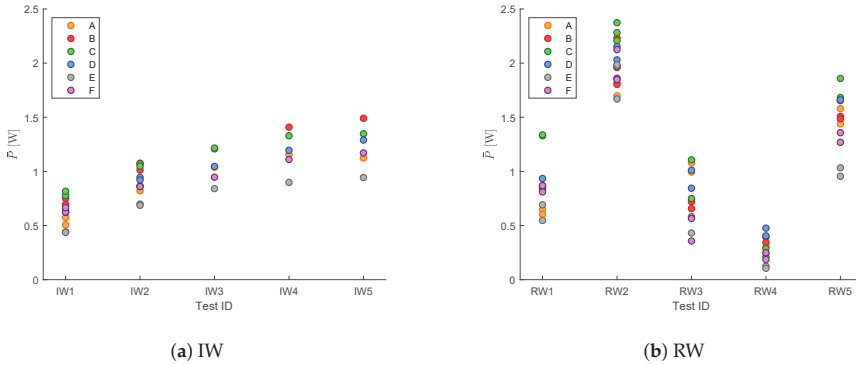 A
B
C
D
E
F
2.5
2
1.5
1
0.5
0
P̄ [W]
IW1 IW2 IW3 IW4 IW5
Test ID
(a) IW
A
B
C
D
E
F
2.5
2
1.5
1
0.5
0
P̄ [W]
RW1 RW2 RW3 RW4 RW5
Test ID
(b) RW